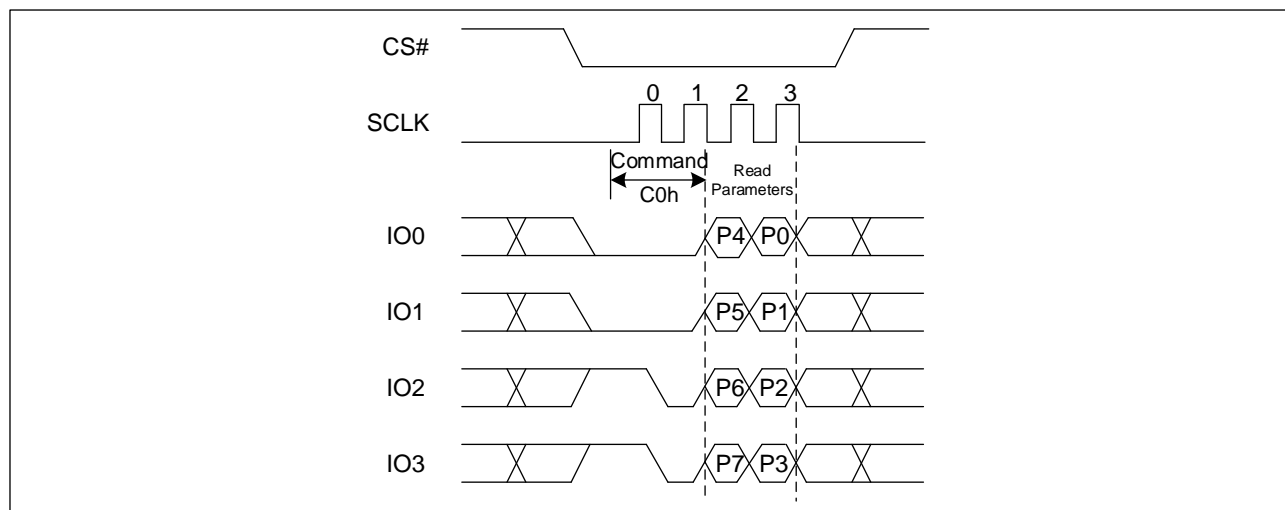 CS#
0 1 2 3
SCLK
Command
C0h
Read
Parameters
IO0 P4 P0
IO1 P5 P1
IO2 P6 P2
IO3 P7 P3